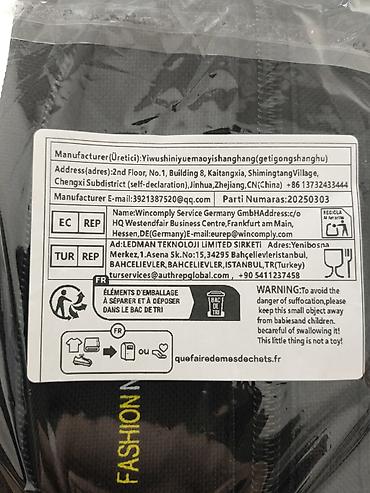 Manufacturer(Üretici):Yiwushiniyuemaoyishanghang(getigongshanghu)
Address(adres):2nd Floor, No.1, Building 8, Kaitangxia, ShimingtangVillage,
Chengxi Subdistrict (self-declaration),Jinhua,Zhejiang,CN(China) +86 13732433444
Manufacturer E-mail:3921387520@qq.com Parti Numaras:20250303
EC REP
Name:Wincomply Service Germany GmbHAddress:c/o
HQ Westendfair Business Centre,Frankfurt am Main,
Hessen,DE(Germany)E-mail:eurep@wincomply.com
RECICLA
TUR REP
Ad:LEDMAN TEKNOLOJI LIMITED SIRKETi Adres:Yenibosna
Merkez,1.Asena Sk.No:15,34295 Bahçelievleristanbul,
BAHCELIEVLER,BAHCELIEVLER,ISTANBUL,TR(Turkey)
turservices@authrepglobal.com , +90 5411237458
FR
ÉLÉMENTS D'EMBALLAGE
À SÉPARER ET À DÉPOSER
DANS LE BAC DE TRI
BAC
DE
TRI
WARNING:To avoid the
danger of suffocation,please
keep this small object away
from babiesand children.
becareful of swallowing it!
This little thing is not a toy!
FR
OU
quefairedemesdechets.fr
FASHION